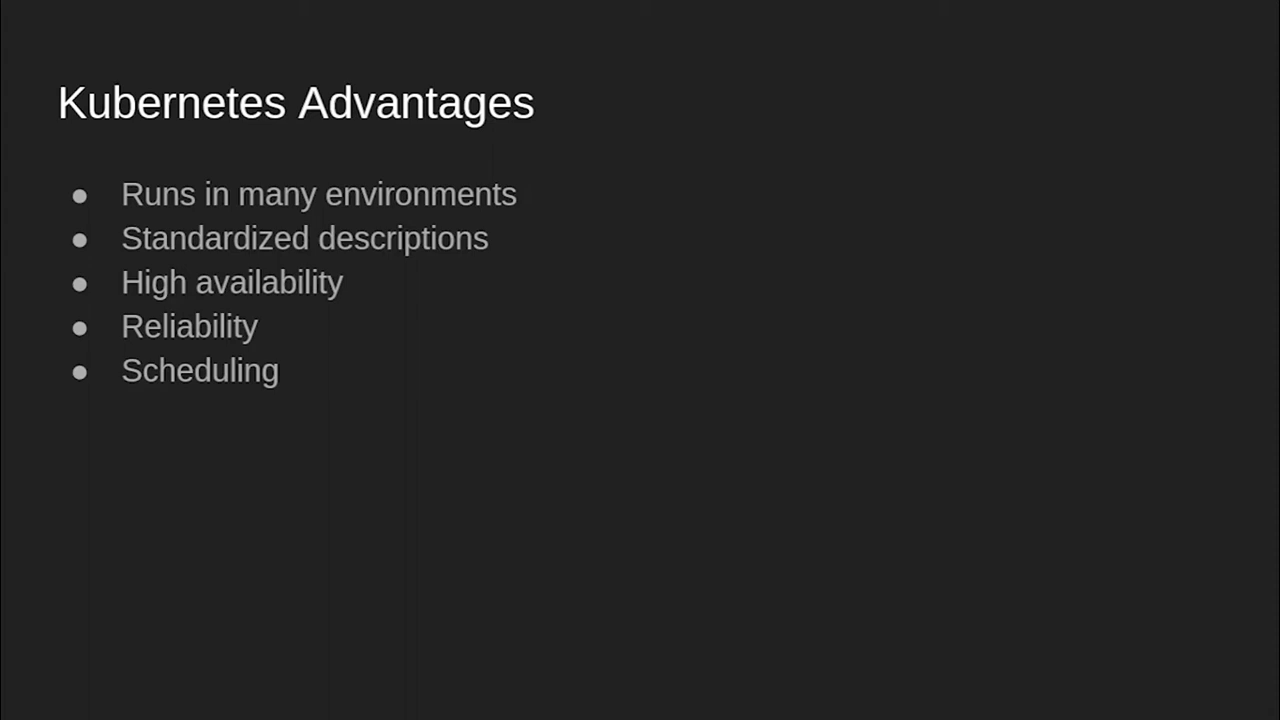 Kubernetes Advantages
● Runs in many environments
● Standardized descriptions
● High availability
● Reliability
● Scheduling